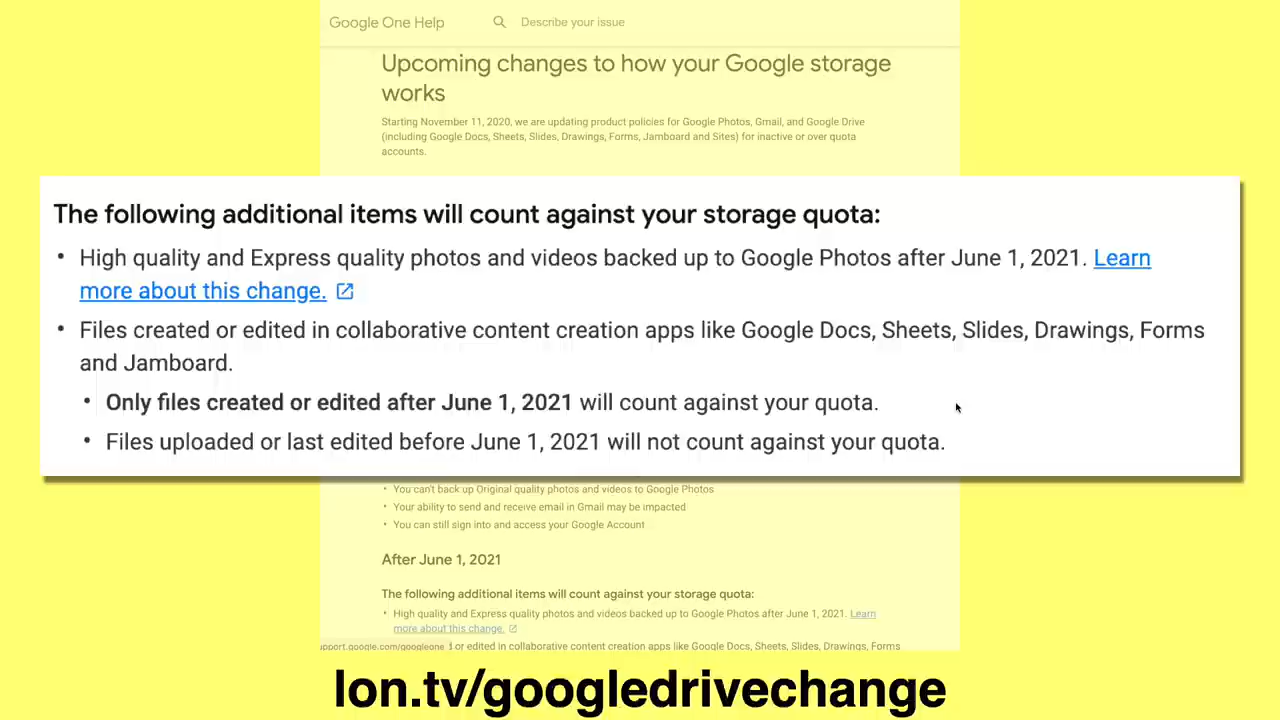 Google One Help
Describe your issue
Upcoming changes to how your Google storage
works
Starting November 11, 2020, we are updating product policies for Google Photos, Gmail, and Google Drive
(including Google Docs, Sheets, Slides, Drawings, Forms, Jamboard and Sites) for inactive or over quota
accounts.
The following additional items will count against your storage quota:
• High quality and Express quality photos and videos backed up to Google Photos after June 1, 2021. Learn
more about this change.
• Files created or edited in collaborative content creation apps like Google Docs, Sheets, Slides, Drawings, Forms
and Jamboard.
• Only files created or edited after June 1, 2021 will count against your quota.
• Files uploaded or last edited before June 1, 2021 will not count against your quota.
• You can't back up Original quality photos and videos to Google Photos
• Your ability to send and receive email in Gmail may be impacted
• You can still sign into and access your Google Account
After June 1, 2021
The following additional items will count against your storage quota:
• High quality and Express quality photos and videos backed up to Google Photos after June 1, 2021. Learn
more about this change.
pport.google.com/googleone
or edited in collaborative content creation apps like Google Docs, Sheets, Slides, Drawings, Forms
lon.tv/googledrivechange